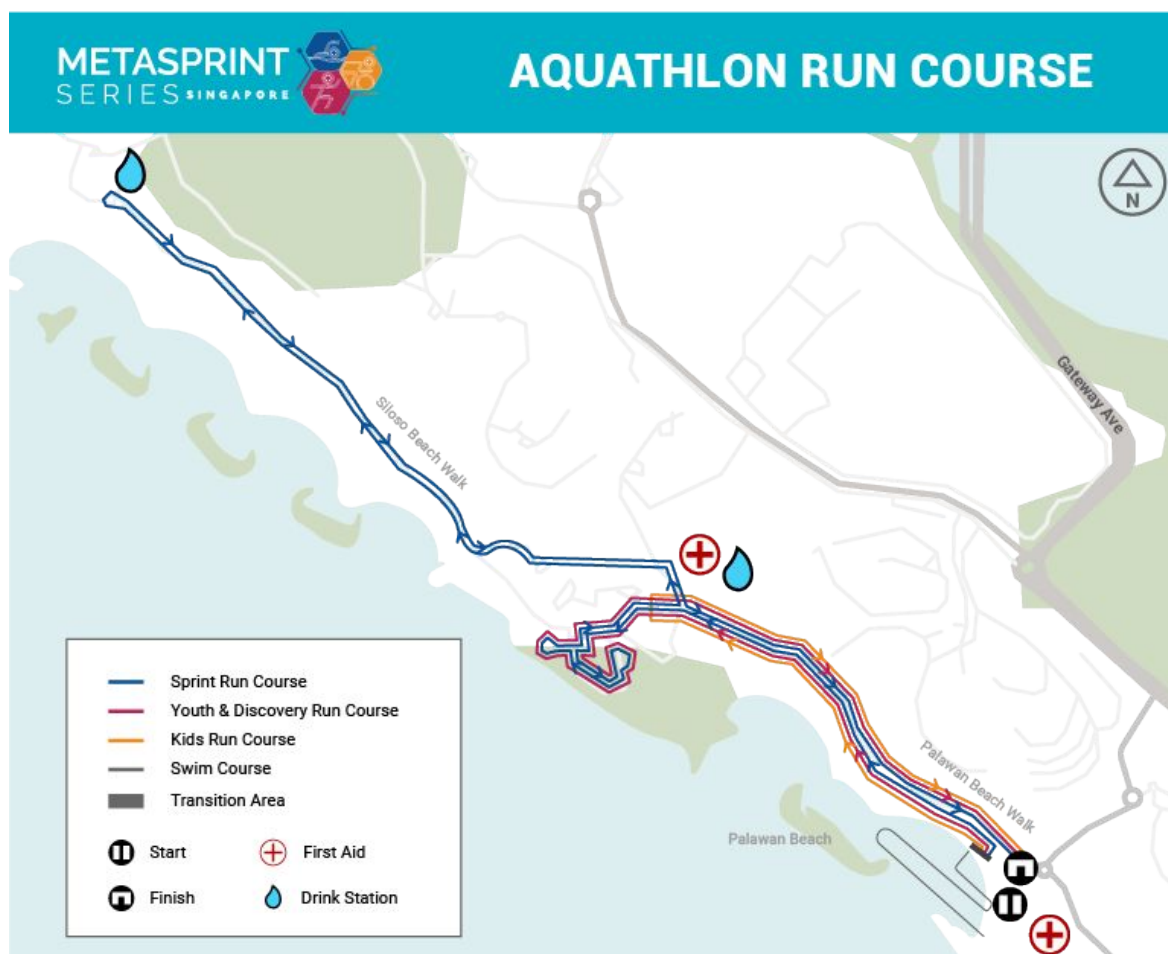 METASPRINT
SERIES SINGAPORE
AQUATHLON RUN COURSE
N
Gateway Ave
Siloso Beach Walk
Palawan Beach Walk
Palawan Beach
Sprint Run Course
Youth & Discovery Run Course
Kids Run Course
Swim Course
Transition Area
Start
First Aid
Finish
Drink Station